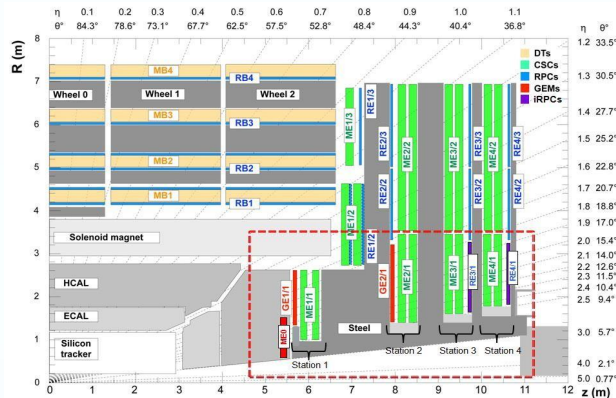 η 0.1 0.2 0.3 0.4 0.5 0.6 0.7 0.8 0.9 1.0 1.1
θ° 84.3° 78.6° 73.1° 67.7° 62.5° 57.5° 52.8° 48.4° 44.3° 40.4° 36.8° η θ°
R (m)
8
7
6
5
4
3
2
1
0
DTs
CSCs
RPCs
GEMs
iRPCs
MB4
RB4
Wheel 0
Wheel 1
Wheel 2
MB3
RB3
MB2
RB2
MB1
RB1
Solenoid magnet
HCAL
ECAL
Silicon
tracker
Steel
ME0
GE1/1
ME1/1
ME1/2
ME1/3
RE1/2
RE1/3
GE2/1
ME2/1
ME2/2
RE2/2
RE2/3
ME3/1
ME3/2
RE3/1
RE3/2
RE3/3
ME4/1
ME4/2
RE4/1
RE4/2
RE4/3
Station 1
Station 2
Station 3
Station 4
1.2 33.5°
1.3 30.5°
1.4 27.7°
1.5 25.2°
1.6 22.8°
1.7 20.7°
1.8 18.8°
1.9 17.0°
2.0 15.4°
2.1 14.0°
2.2 12.6°
2.3 11.5°
2.4 10.4°
2.5 9.4°
3.0 5.7°
4.0 2.1°
5.0 0.77°
0 1 2 3 4 5 6 7 8 9 10 11 12 z (m)